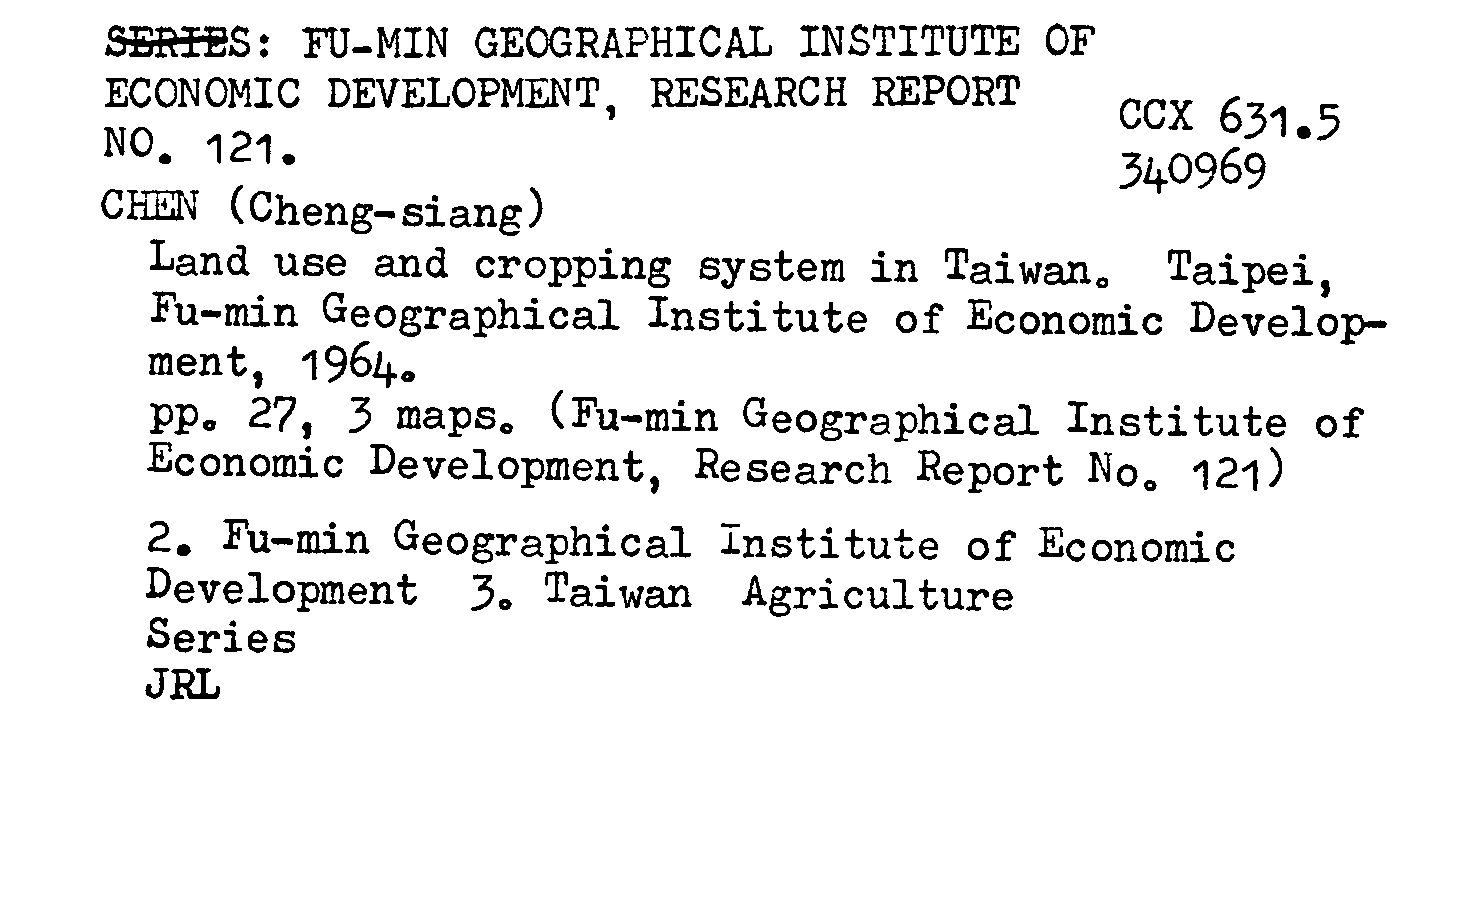 SERIES: FU-MIN GEOGRAPHICAL INSTITUTE OF
ECONOMIC DEVELOPMENT, RESEARCH REPORT
NO. 121.
CCX 631.5
340969
CHEN (Cheng-siang)
Land use and cropping system in Taiwan. Taipei,
Fu-min Geographical Institute of Economic Develop-
ment, 1964.
pp. 27, 3 maps. (Fu-min Geographical Institute of
Economic Development, Research Report No. 121)
2. Fu-min Geographical Institute of Economic
Development 3. Taiwan Agriculture
Series
JRL